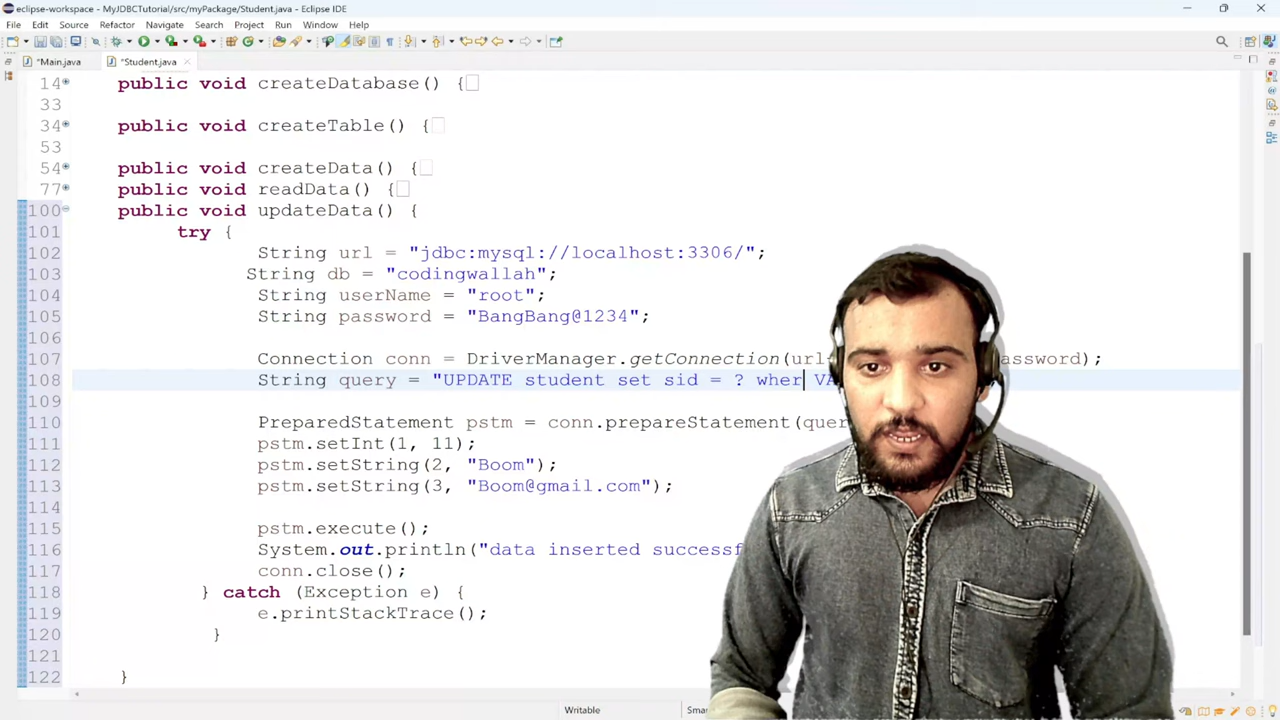 eclipse-workspace - MyJDBCTutorial/src/myPackage/Student.java - Eclipse IDE
File Edit Source Refactor Navigate Search Project Run Window Help
*Main.java *Student.java
14 public void createDatabase() {
33
34 public void createTable() {
53
54 public void createData() {
77 public void readData() {
100 public void updateData() {
101 try {
102 String url = "jdbc:mysql://localhost:3306/";
103 String db = "codingwallah";
104 String userName = "root";
105 String password = "BangBang@1234";
106
107 Connection conn = DriverManager.getConnection(url assword);
108 String query = "UPDATE student set sid = ? wher VA
109
110 PreparedStatement pstm = conn.prepareStatement(quer
111 pstm.setInt(1, 11);
112 pstm.setString(2, "Boom");
113 pstm.setString(3, "Boom@gmail.com");
114
115 pstm.execute();
116 System.out.println("data inserted successf
117 conn.close();
118 } catch (Exception e) {
119 e.printStackTrace();
120 }
121
122 }
Writable Smar